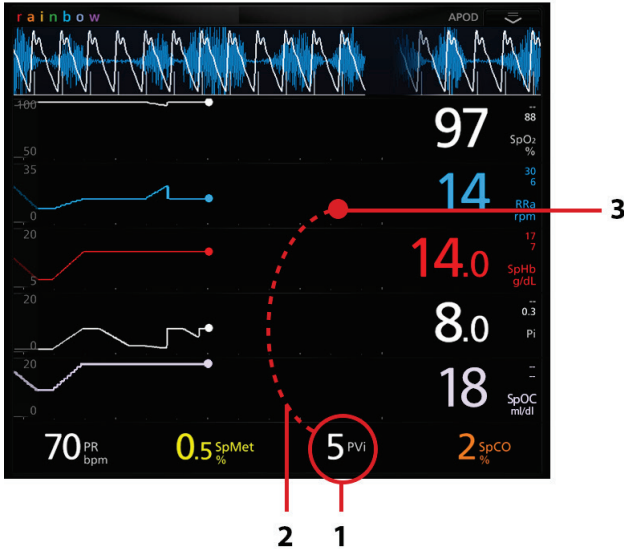 rainbow APOD
100
50
97
--
88
SpO₂
%
35
0
14
30
6
RRa
rpm
3
20
5
14.0
17
7
SpHb
g/dL
20
0
8.0
--
0.3
Pi
20
0
18
--
--
SpOC
ml/dl
70 PR bpm 0.5 SpMet % 5 PVi 2 SpCO %
2 1